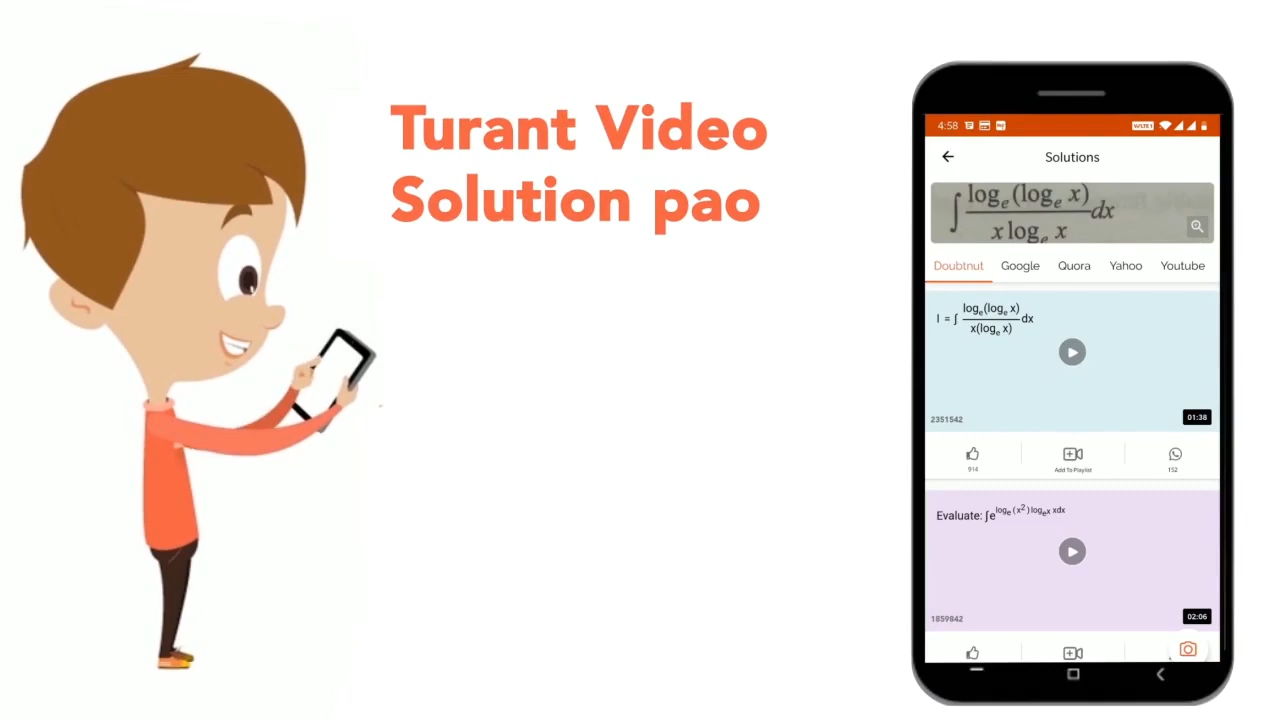 Turant Video
Solution pao
4:58
VoLTE1
Solutions
∫ logₑ(logₑ x) / x logₑ x dx
Doubtnut Google Quora Yahoo Youtube
I = ∫ logₑ(logₑ x) / x(logₑ x) dx
2351542 01:38
914 Add To Playlist 152
Evaluate: ∫e^logₑ(x²)logₑx xdx
1859842 02:06